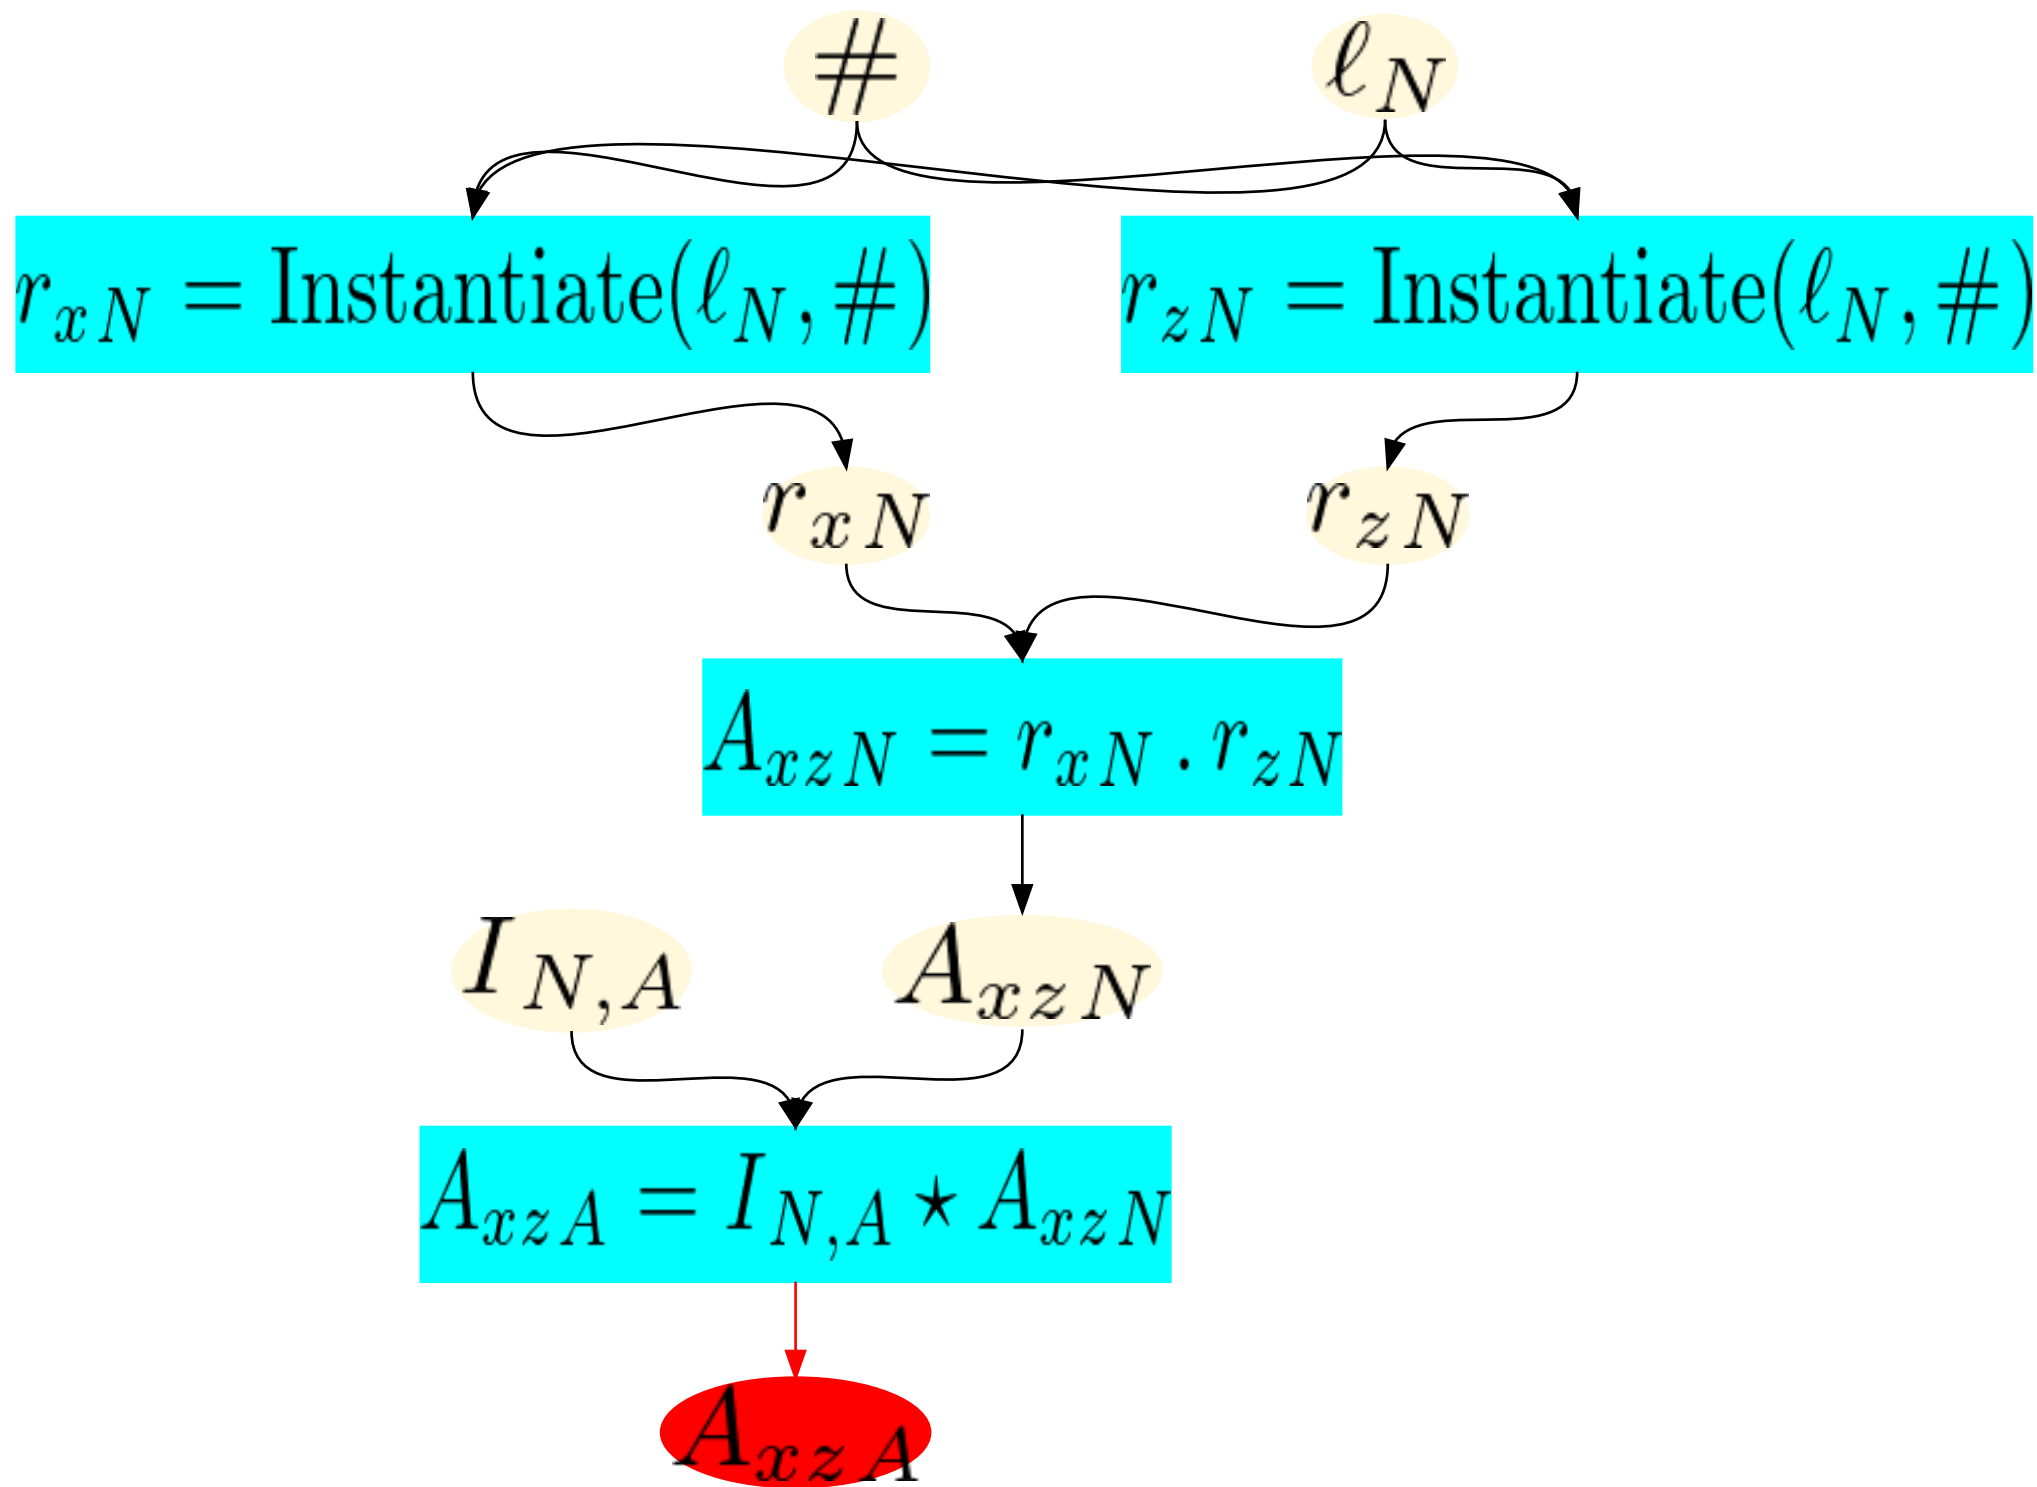 # ℓ_N
r_{xN} = Instantiate(ℓ_N, #) r_{zN} = Instantiate(ℓ_N, #)
r_{xN} r_{zN}
A_{xzN} = r_{xN} . r_{zN}
I_{N,A} A_{xzN}
A_{xzA} = I_{N,A} ⋆ A_{xzN}
A_{xzA}